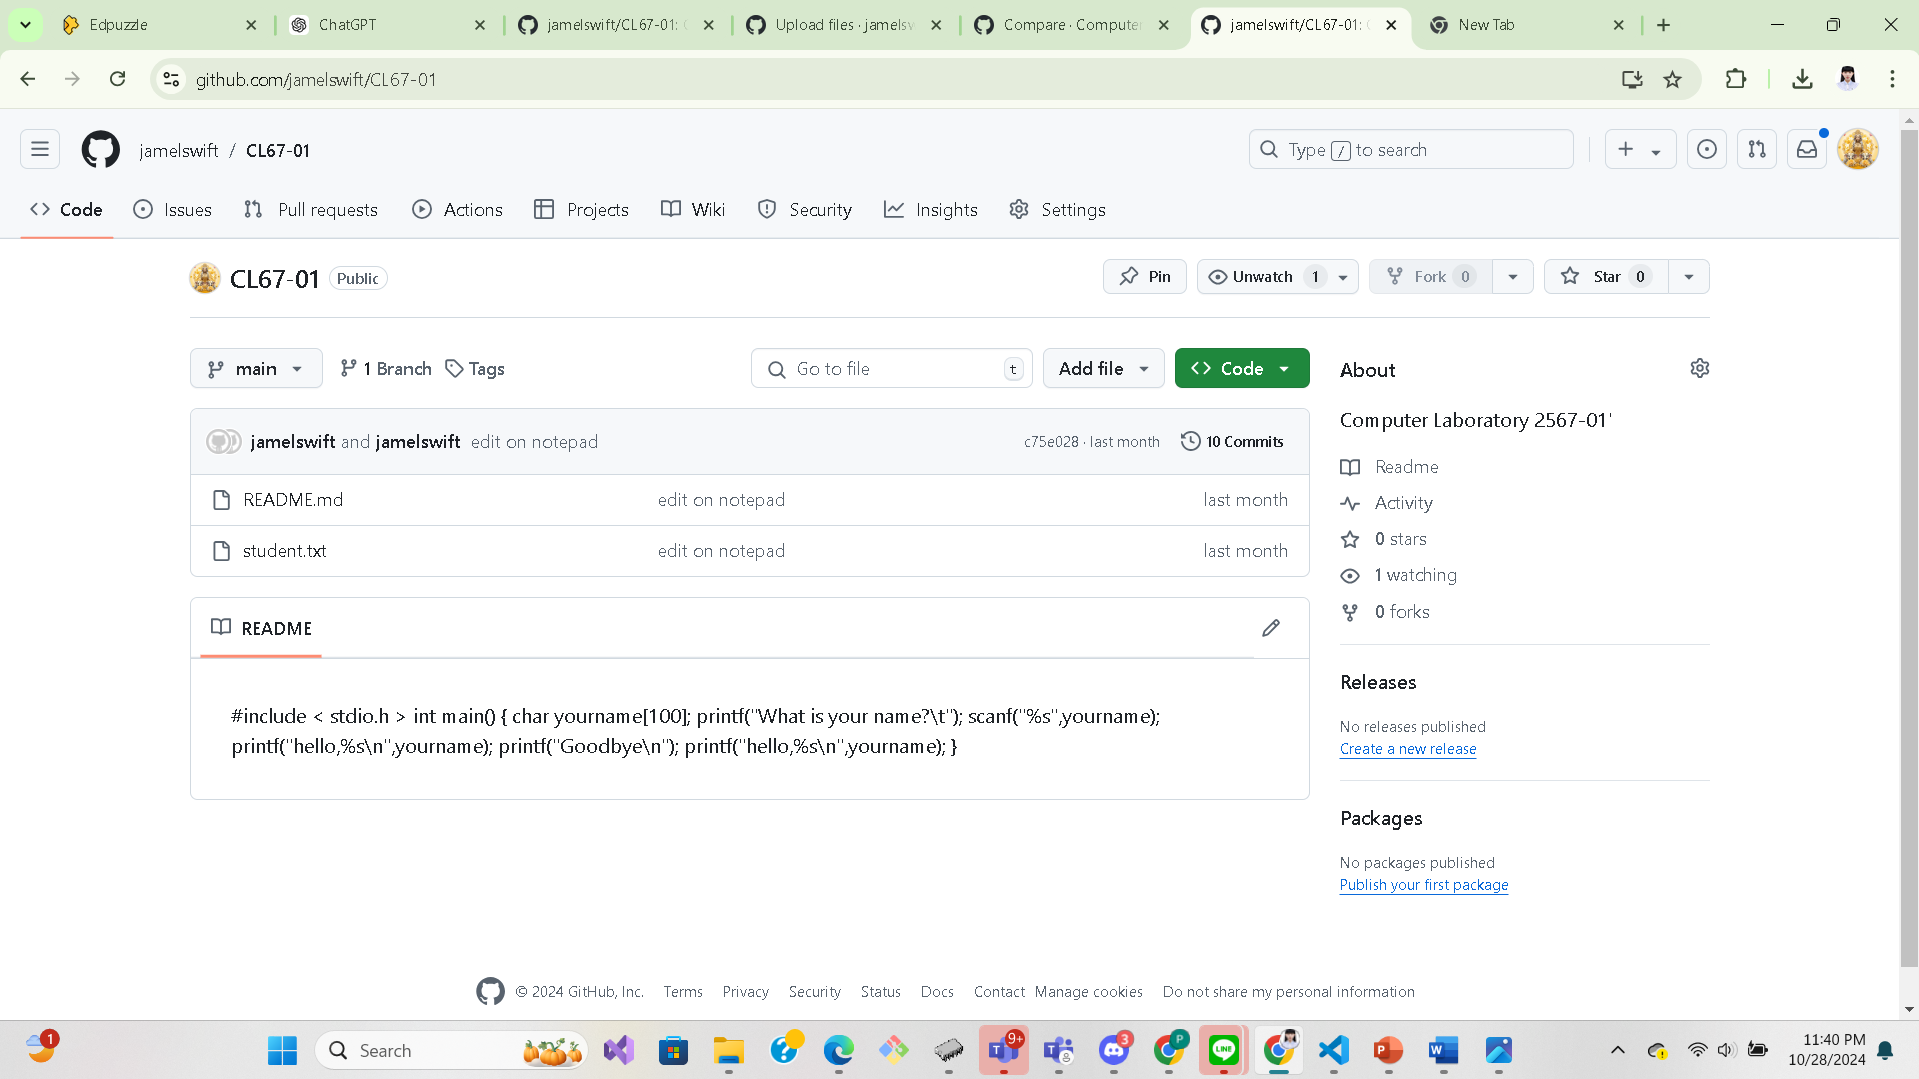 Edpuzzle
ChatGPT
jamelswift/CL67-01:
Upload files · jamelsw
Compare · Computer
jamelswift/CL67-01:
New Tab
github.com/jamelswift/CL67-01
jamelswift / CL67-01
Type / to search
Code
Issues
Pull requests
Actions
Projects
Wiki
Security
Insights
Settings
CL67-01 Public
Pin
Unwatch 1
Fork 0
Star 0
main
1 Branch
Tags
Go to file t
Add file
Code
About
Computer Laboratory 2567-01'
jamelswift and jamelswift edit on notepad
c75e028 · last month
10 Commits
README.md edit on notepad last month
student.txt edit on notepad last month
Readme
Activity
0 stars
1 watching
0 forks
README
#include < stdio.h > int main() { char yourname[100]; printf("What is your name?\t"); scanf("%s",yourname);
printf("hello,%s\n",yourname); printf("Goodbye\n"); printf("hello,%s\n",yourname); }
Releases
No releases published
Create a new release
Packages
No packages published
Publish your first package
© 2024 GitHub, Inc.
Terms
Privacy
Security
Status
Docs
Contact
Manage cookies
Do not share my personal information
1
Search
9+
8
3
P
LINE
P
W
11:40 PM
10/28/2024